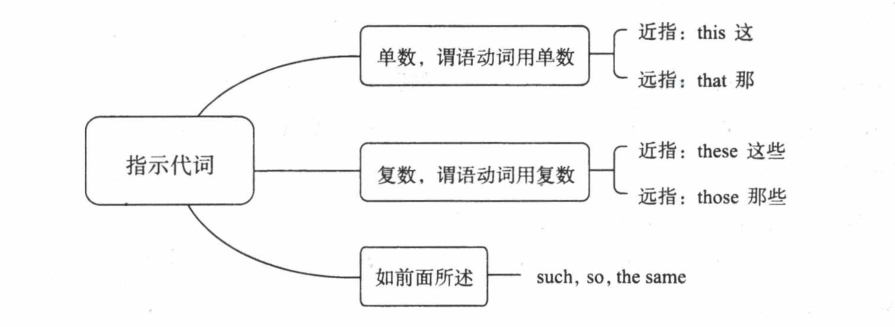 指示代词
单数，谓语动词用单数
近指：this 这
远指：that 那
复数，谓语动词用复数
近指：these 这些
远指：those 那些
如前面所述
such, so, the same